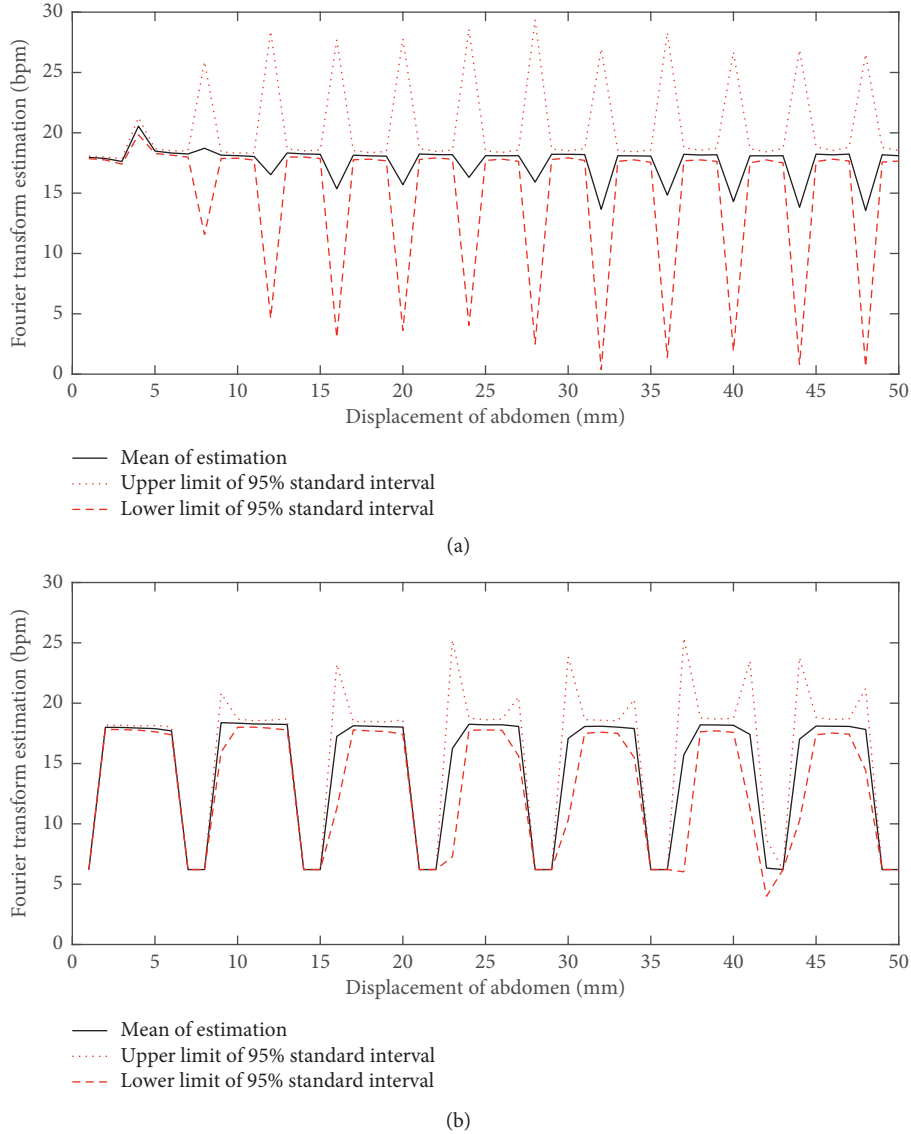 30
25
20
15
10
5
0
Fourier transform estimation (bpm)
0 5 10 15 20 25 30 35 40 45 50
Displacement of abdomen (mm)
Mean of estimation
Upper limit of 95% standard interval
Lower limit of 95% standard interval
(a)
30
25
20
15
10
5
0
Fourier transform estimation (bpm)
0 5 10 15 20 25 30 35 40 45 50
Displacement of abdomen (mm)
Mean of estimation
Upper limit of 95% standard interval
Lower limit of 95% standard interval
(b)